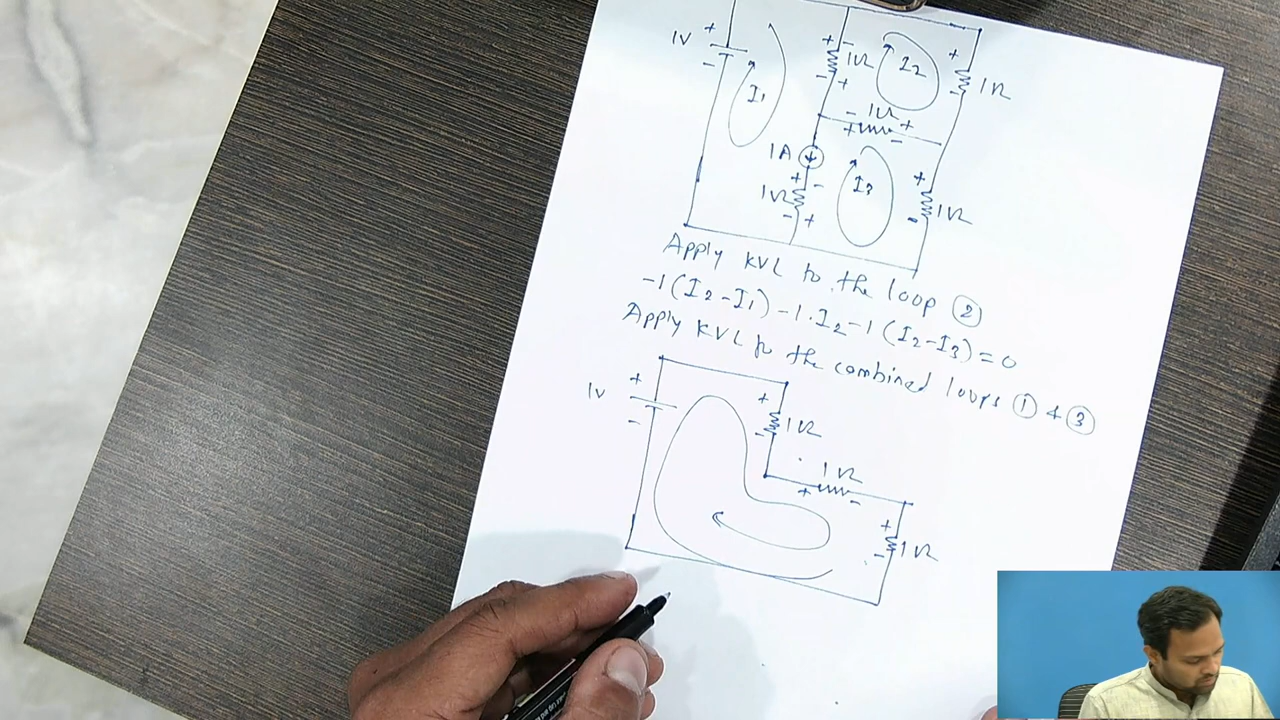 + 1V -
I1
+ - 1Ω - +
I2
+ 1Ω -
- 1Ω +
+ -
1A
+ - 1Ω - +
I3
+ 1Ω
Apply KVL to the loop ②
-1(I2-I1)-1·I2-1(I2-I3)=0
Apply KVL to the combined loops ① & ③
+ 1V -
+ 1Ω -
1Ω
+ -
+ 1Ω -